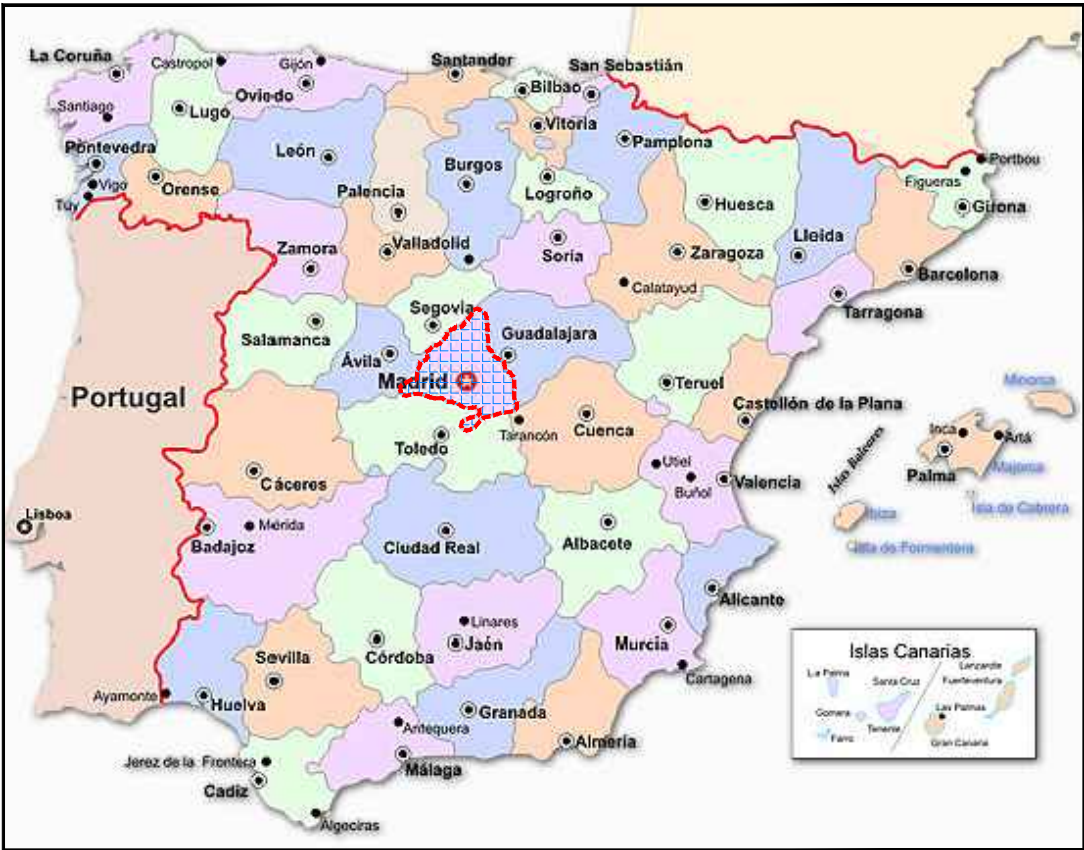 La Coruña
Castropol
Gijón
Santander
San Sebastián
Oviedo
Bilbao
Santiago
Lugo
Vitoria
Pamplona
Pontevedra
León
Burgos
Portbou
Vigo
Orense
Palencia
Logroño
Figueras
Túy
Huesca
Girona
Zamora
Valladolid
Soria
Zaragoza
Lleida
Barcelona
Calatayud
Segovia
Tarragona
Salamanca
Guadalajara
Ávila
Madrid
Teruel
Minorca
Portugal
Castellón de la Plana
Tarancón
Cuenca
Inca
Artá
Toledo
Islas Baleares
Utiel
Palma
Majorca
Cáceres
Buñol
Valencia
Lisboa
Ibiza
Isla de Cabrera
Mérida
Badajoz
Ciudad Real
Albacete
Isla de Formentera
Alicante
Linares
Jaén
Murcia
Sevilla
Córdoba
Islas Canarias
La Palma
Santa Cruz
Lanzarote
Fuerteventura
Cartagena
Ayamonte
Huelva
Granada
Gomera
Las Palmas
Antequera
Tenerife
Ferro
Gran Canaria
Almería
Jerez de la Frontera
Málaga
Cadiz
Algeciras